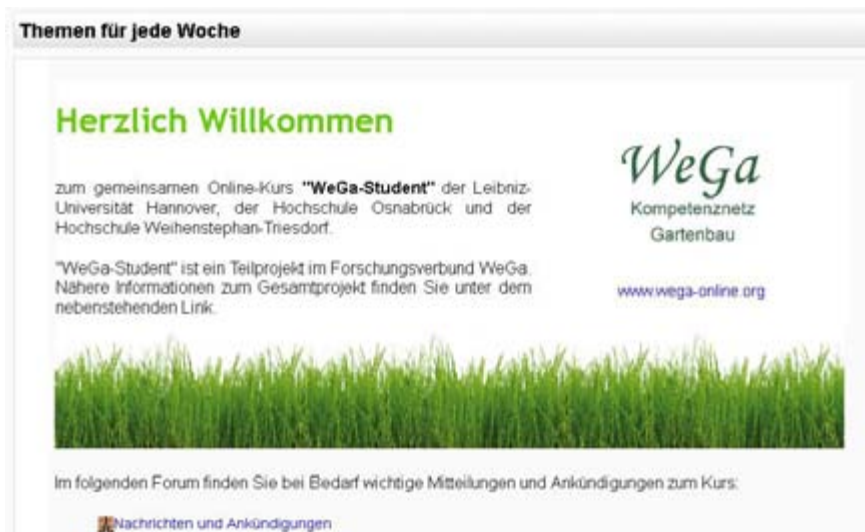 Themen für jede Woche
Herzlich Willkommen
zum gemeinsamen Online-Kurs "WeGa-Student" der Leibniz-
Universität Hannover, der Hochschule Osnabrück und der
Hochschule Weihenstephan-Triesdorf.
"WeGa-Student" ist ein Teilprojekt im Forschungsverbund WeGa.
Nähere Informationen zum Gesamtprojekt finden Sie unter dem
nebenstehenden Link.
WeGa
Kompetenznetz
Gartenbau
www.wega-online.org
Im folgenden Forum finden Sie bei Bedarf wichtige Mitteilungen und Ankündigungen zum Kurs:
Nachrichten und Ankündigungen